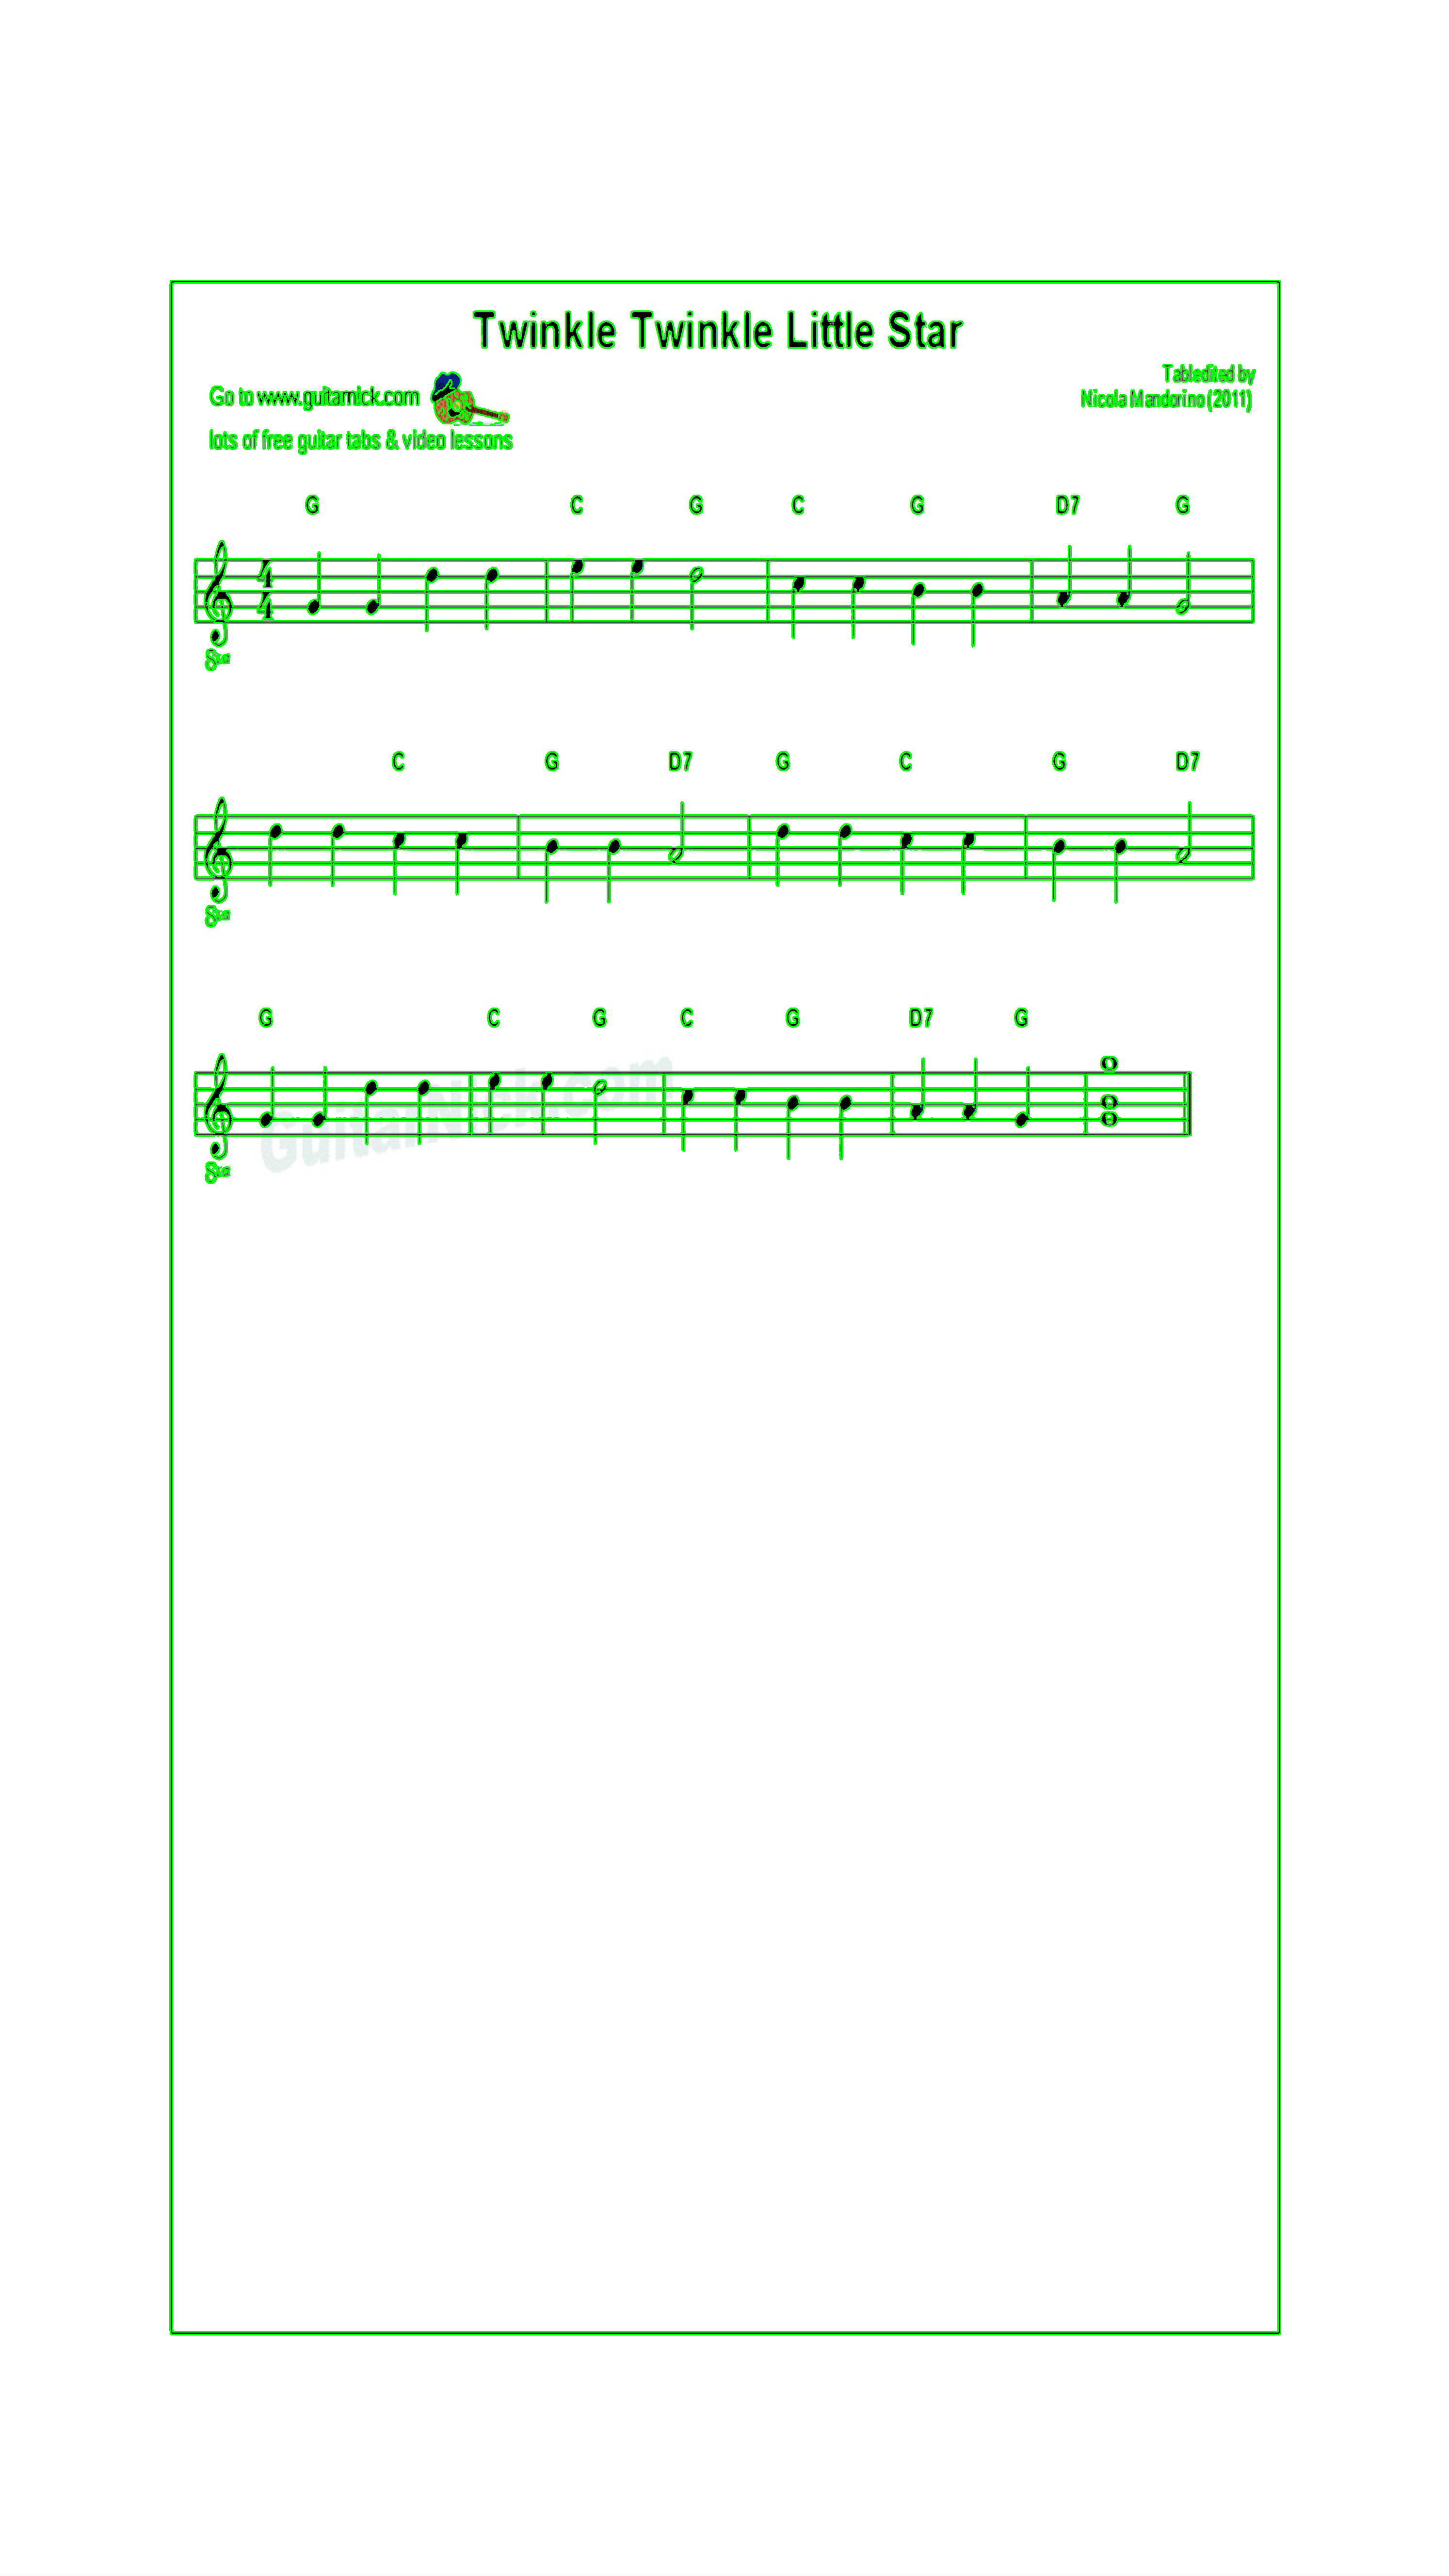 Twinkle Twinkle Little Star
Tabledited by
Go to www.guitarnick.com
Nicola Mandorino (2011)
lots of free guitar tabs & video lessons
G C G C G D7 G
4
4
8va
C G D7 G C G D7
8va
G C G C G D7 G
GuitarNick.com
8va